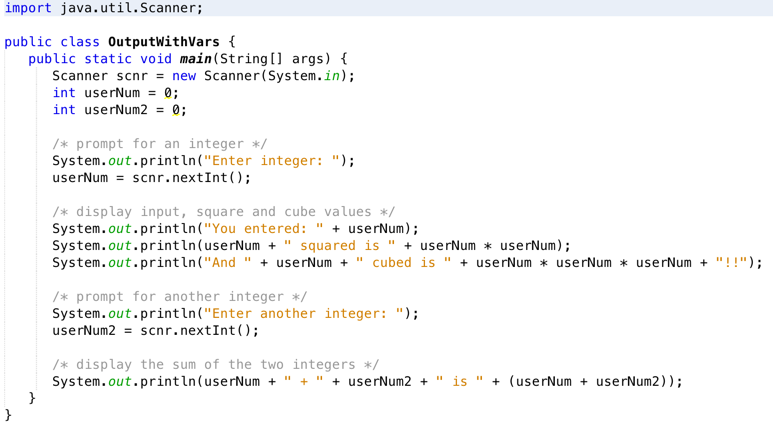 import java.util.Scanner;
public class OutputWithVars {
public static void main(String[] args) {
Scanner scnr = new Scanner(System.in);
int userNum = 0;
int userNum2 = 0;
/* prompt for an integer */
System.out.println("Enter integer: ");
userNum = scnr.nextInt();
/* display input, square and cube values */
System.out.println("You entered: " + userNum);
System.out.println(userNum + " squared is " + userNum * userNum);
System.out.println("And " + userNum + " cubed is " + userNum * userNum * userNum + "!!");
/* prompt for another integer */
System.out.println("Enter another integer: ");
userNum2 = scnr.nextInt();
/* display the sum of the two integers */
System.out.println(userNum + " + " + userNum2 + " is " + (userNum + userNum2));
}
}